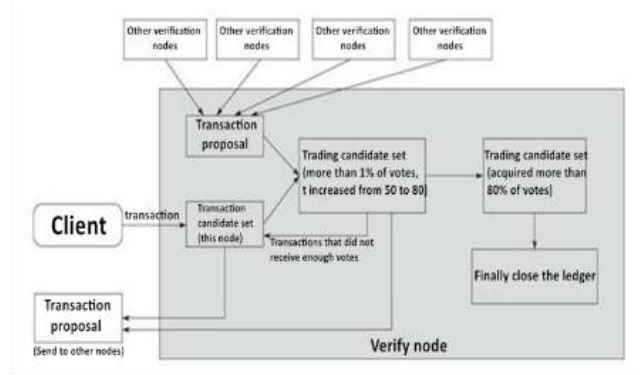 Other verification
nodes
Other verification
nodes
Other verification
nodes
Other verification
nodes
Transaction
proposal
Trading candidate set
(more than 1% of votes,
t increased from 50 to 80)
Trading candidate set
(acquired more than
80% of votes)
Client
transaction
Transaction
candidate set
(this node)
Transactions that did not
receive enough votes
Finally close the ledger
Transaction
proposal
(Send to other nodes)
Verify node